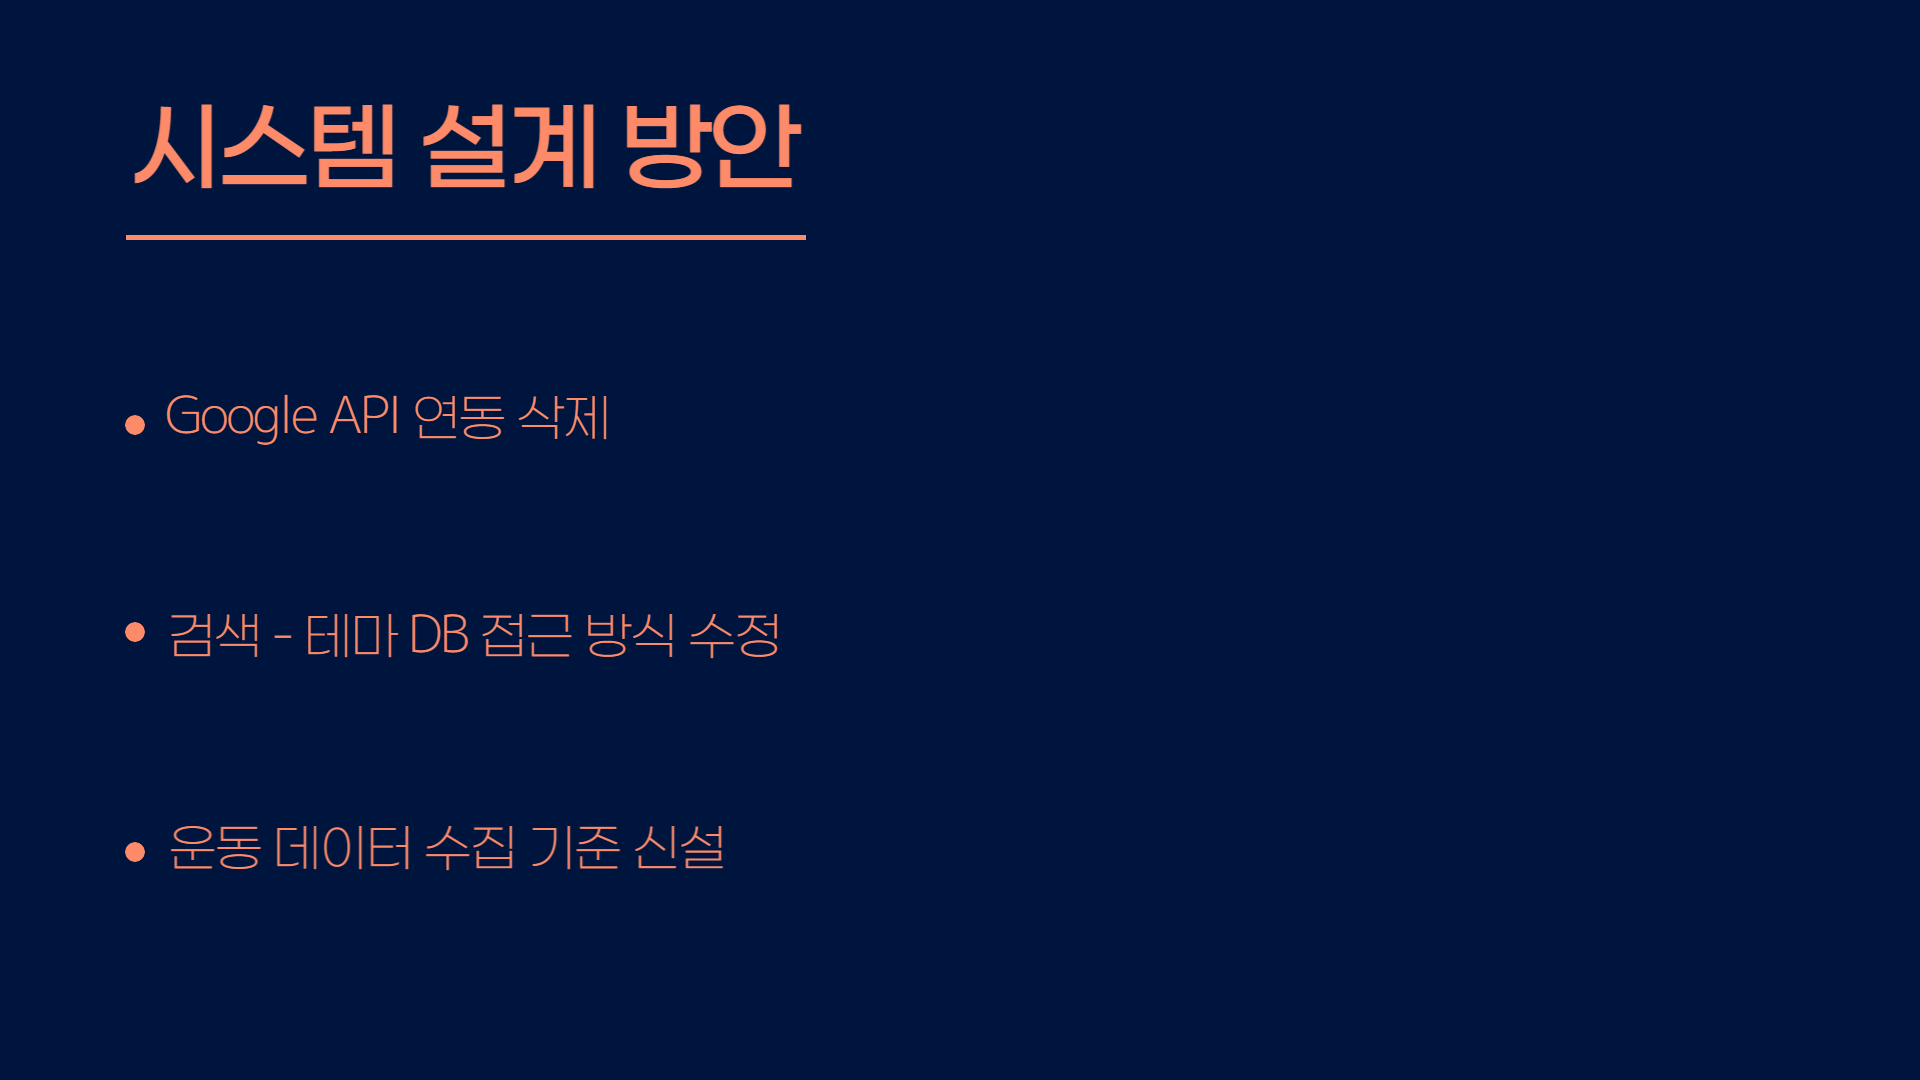 시스템 설계 방안
Google API 연동 삭제
검색 - 테마 DB 접근 방식 수정
운동 데이터 수집 기준 신설